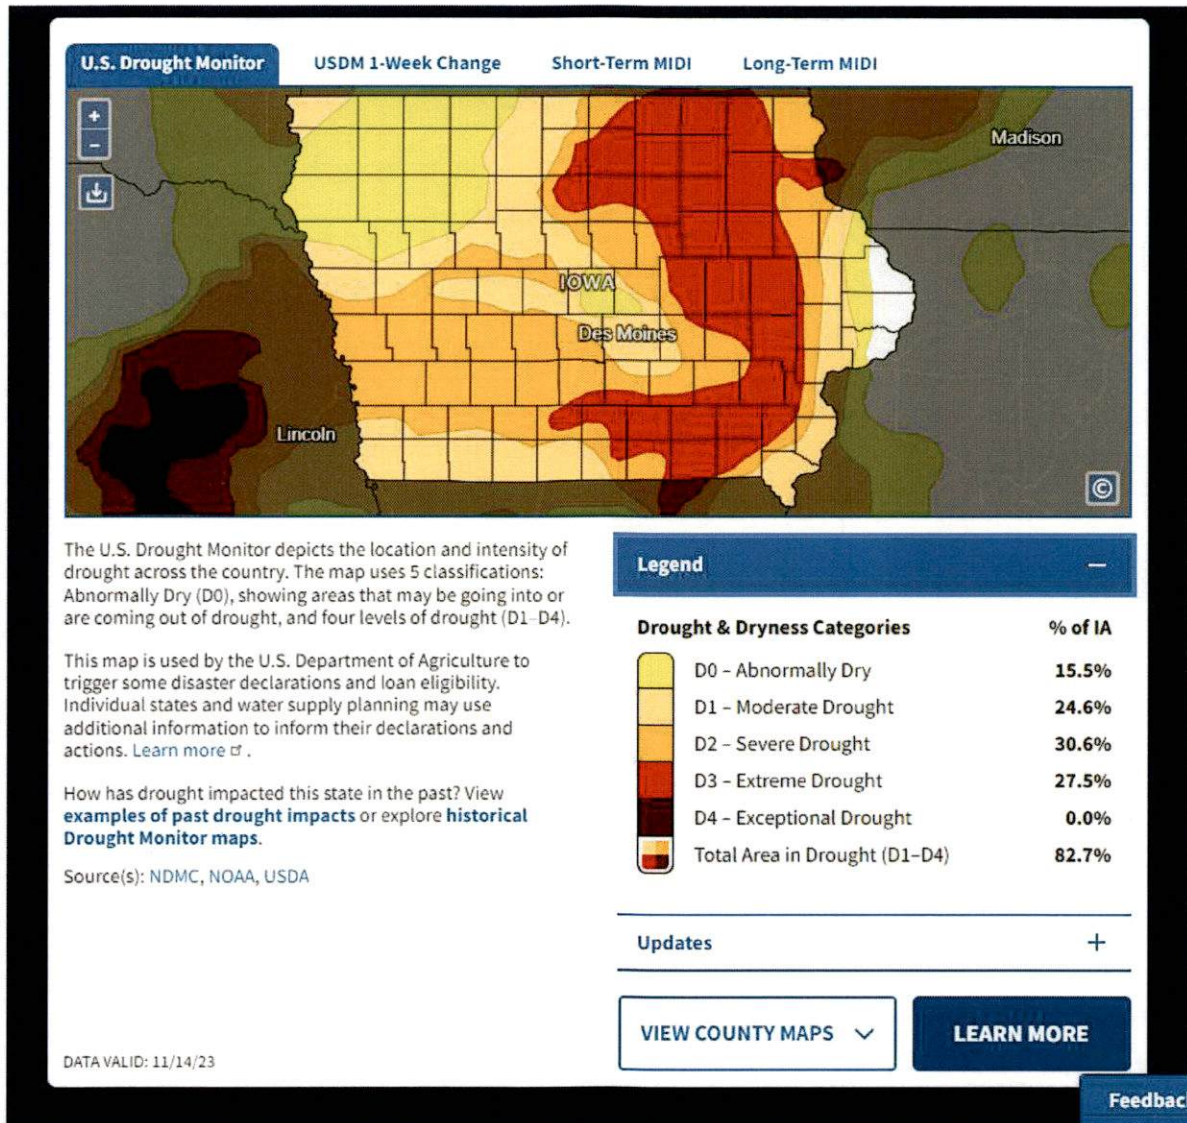 U.S. Drought Monitor
USDM 1-Week Change
Short-Term MIDI
Long-Term MIDI
+
-
Madison
IOWA
Des Moines
Lincoln
©
The U.S. Drought Monitor depicts the location and intensity of
drought across the country. The map uses 5 classifications:
Abnormally Dry (D0), showing areas that may be going into or
are coming out of drought, and four levels of drought (D1–D4).
This map is used by the U.S. Department of Agriculture to
trigger some disaster declarations and loan eligibility.
Individual states and water supply planning may use
additional information to inform their declarations and
actions. Learn more.
How has drought impacted this state in the past? View
examples of past drought impacts or explore historical
Drought Monitor maps.
Source(s): NDMC, NOAA, USDA
DATA VALID: 11/14/23
Legend –
Drought & Dryness Categories % of IA
D0 – Abnormally Dry 15.5%
D1 – Moderate Drought 24.6%
D2 – Severe Drought 30.6%
D3 – Extreme Drought 27.5%
D4 – Exceptional Drought 0.0%
Total Area in Drought (D1–D4) 82.7%
Updates +
VIEW COUNTY MAPS
LEARN MORE
Feedback